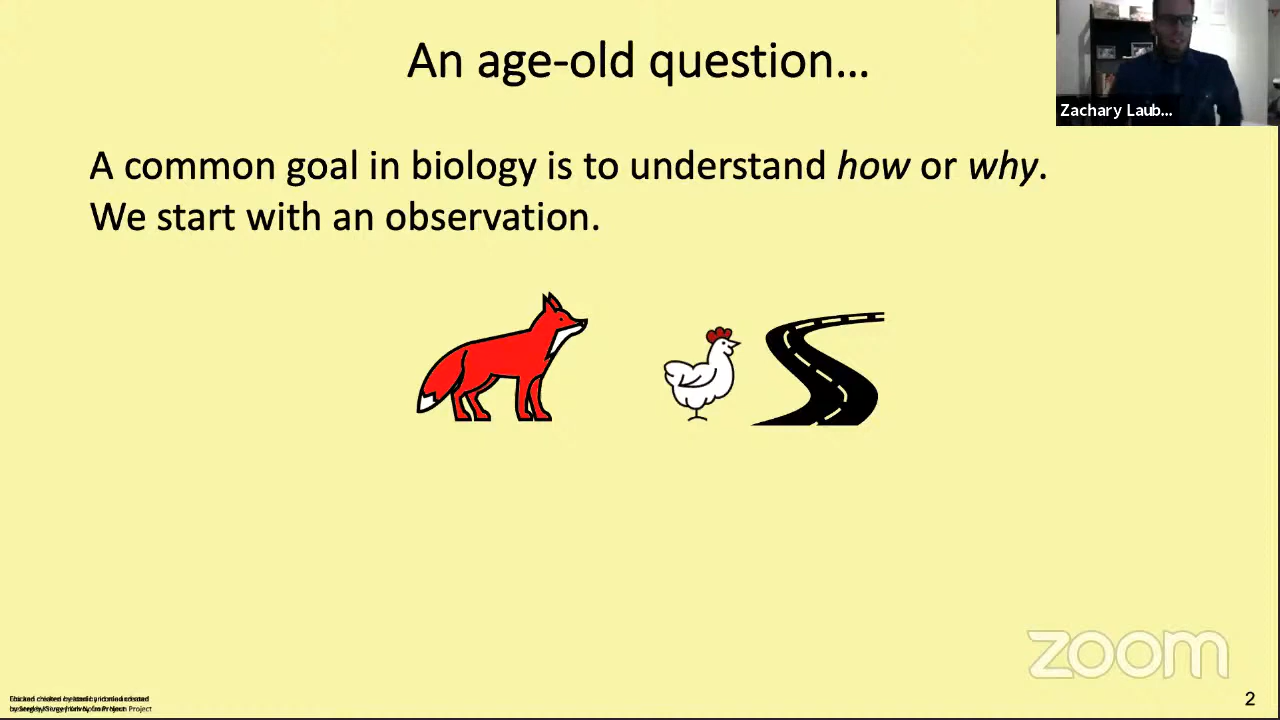 An age-old question…
Zachary Laub...
A common goal in biology is to understand how or why.
We start with an observation.
zoom
2